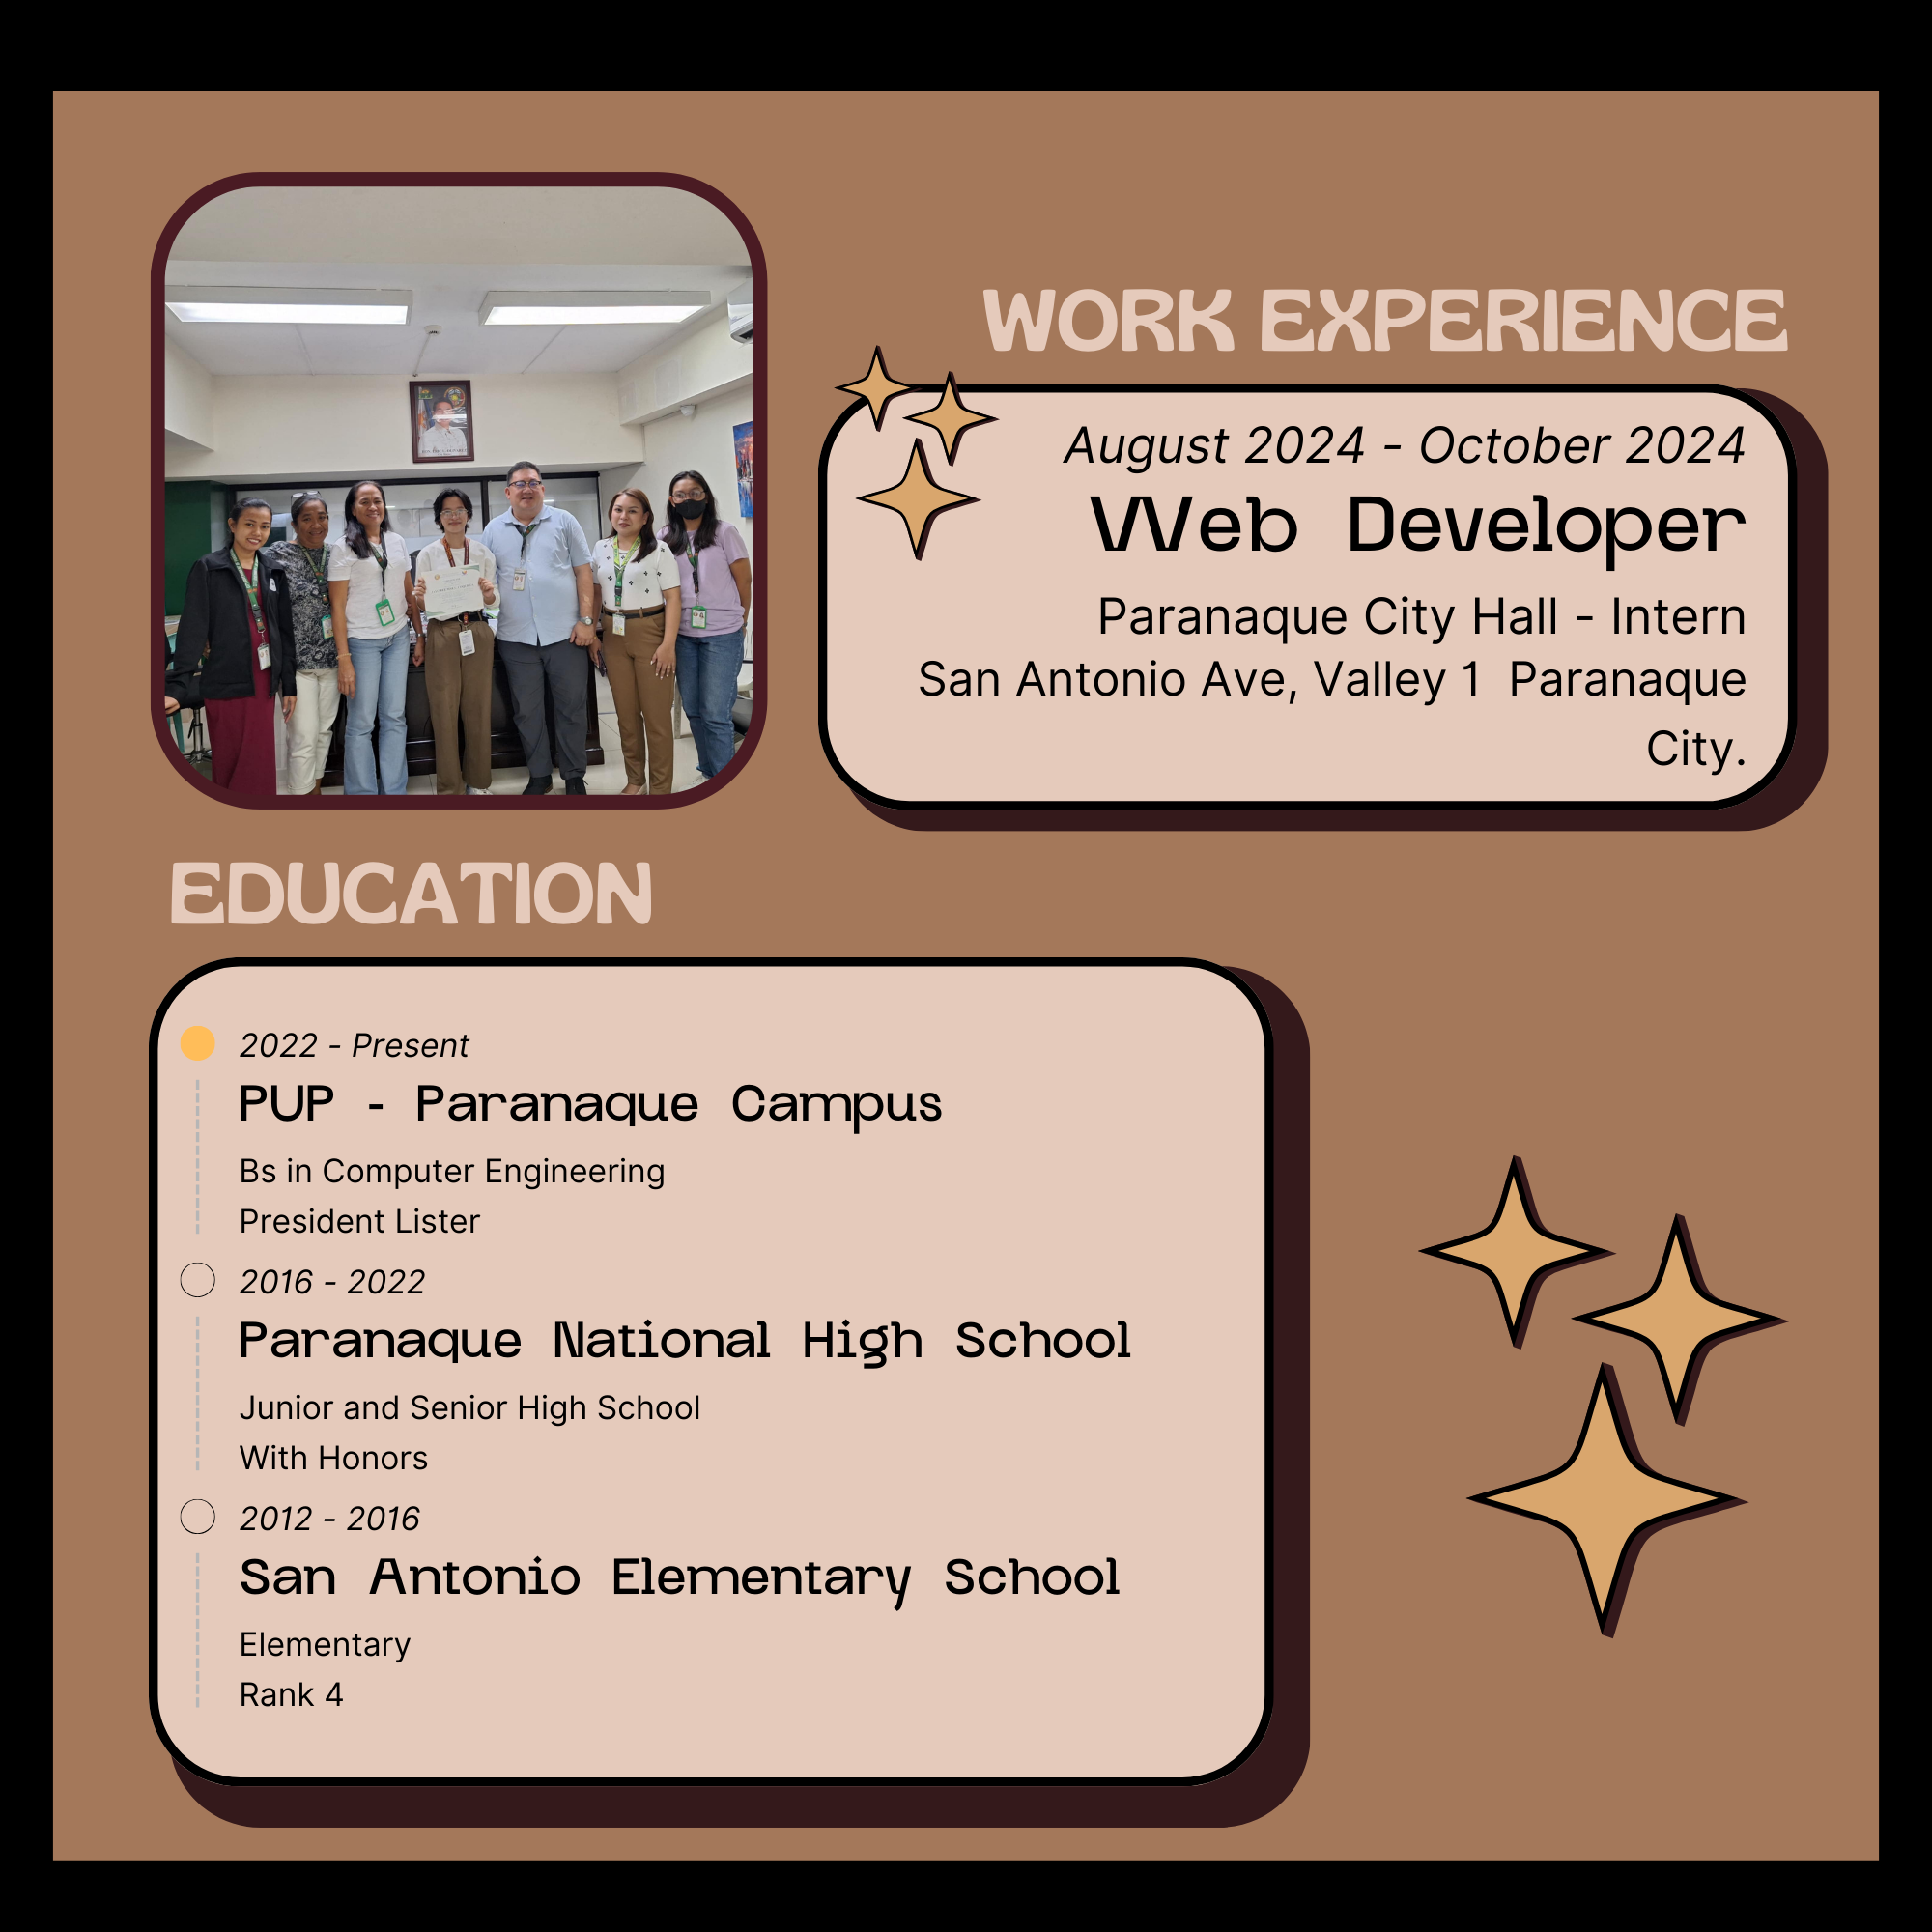 WORK EXPERIENCE
August 2024 - October 2024
Web Developer
Paranaque City Hall - Intern
San Antonio Ave, Valley 1 Paranaque
City.
EDUCATION
2022 - Present
PUP - Paranaque Campus
Bs in Computer Engineering
President Lister
2016 - 2022
Paranaque National High School
Junior and Senior High School
With Honors
2012 - 2016
San Antonio Elementary School
Elementary
Rank 4